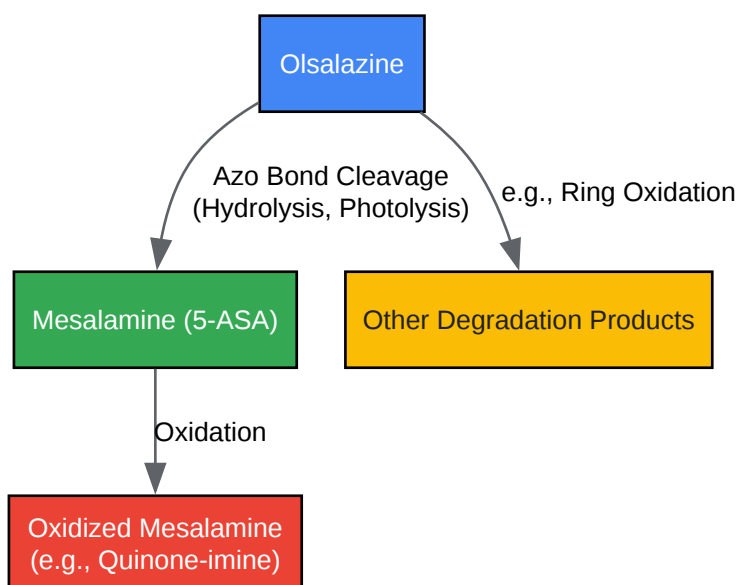 Olsalazine
Azo Bond Cleavage
(Hydrolysis, Photolysis)
e.g., Ring Oxidation
Mesalamine (5-ASA)
Other Degradation Products
Oxidation
Oxidized Mesalamine
(e.g., Quinone-imine)